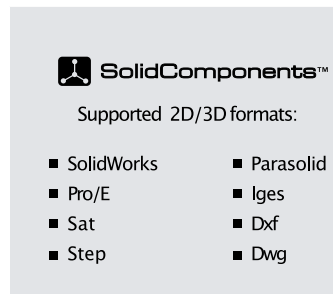 SolidComponents™
Supported 2D/3D formats:
SolidWorks
Pro/E
Sat
Step
Parasolid
Iges
Dxf
Dwg